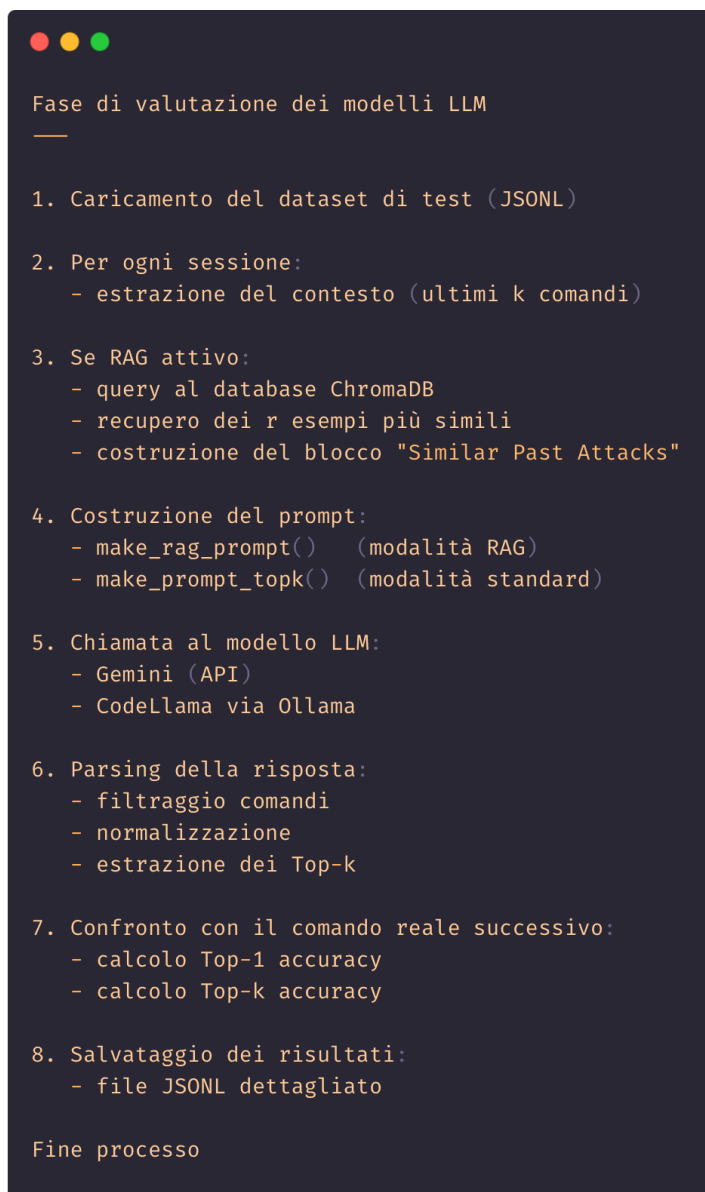 Fase di valutazione dei modelli LLM
---
1. Caricamento del dataset di test (JSONL)
2. Per ogni sessione:
- estrazione del contesto (ultimi k comandi)
3. Se RAG attivo:
- query al database ChromaDB
- recupero dei r esempi più simili
- costruzione del blocco "Similar Past Attacks"
4. Costruzione del prompt:
- make_rag_prompt() (modalità RAG)
- make_prompt_topk() (modalità standard)
5. Chiamata al modello LLM:
- Gemini (API)
- CodeLlama via Ollama
6. Parsing della risposta:
- filtraggio comandi
- normalizzazione
- estrazione dei Top-k
7. Confronto con il comando reale successivo:
- calcolo Top-1 accuracy
- calcolo Top-k accuracy
8. Salvataggio dei risultati:
- file JSONL dettagliato
Fine processo